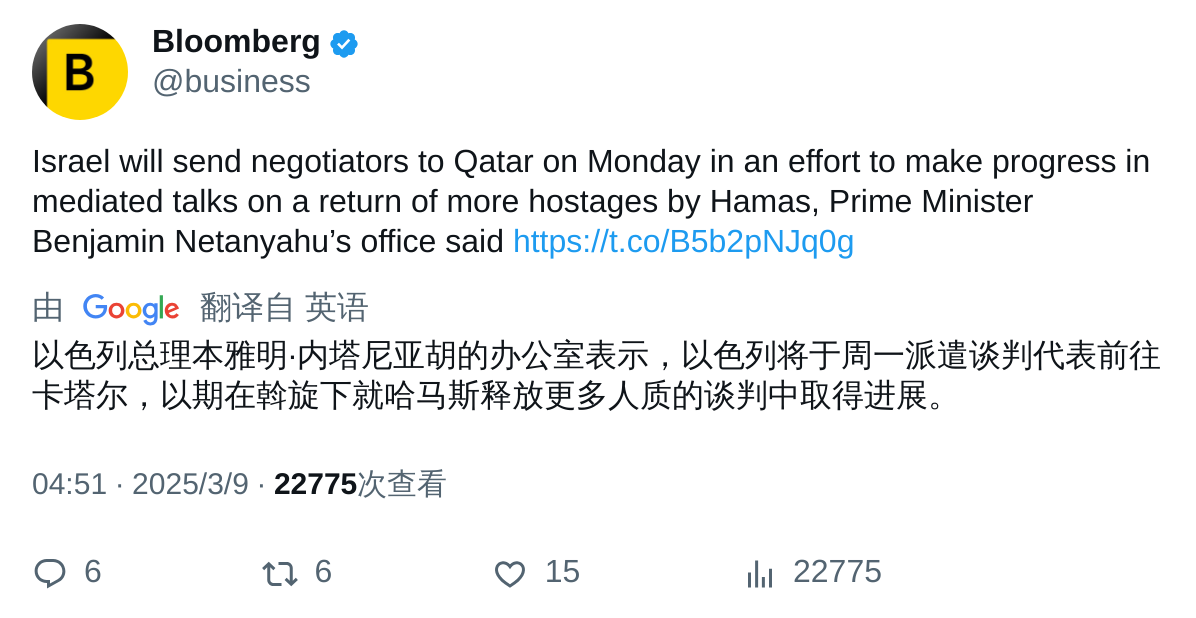 B
Bloomberg
@business
Israel will send negotiators to Qatar on Monday in an effort to make progress in
mediated talks on a return of more hostages by Hamas, Prime Minister
Benjamin Netanyahu’s office said https://t.co/B5b2pNJq0g
由 Google 翻译自 英语
以色列总理本雅明·内塔尼亚胡的办公室表示，以色列将于周一派遣谈判代表前往
卡塔尔，以期在斡旋下就哈马斯释放更多人质的谈判中取得进展。
04:51 · 2025/3/9 · 22775次查看
6 6 15 22775